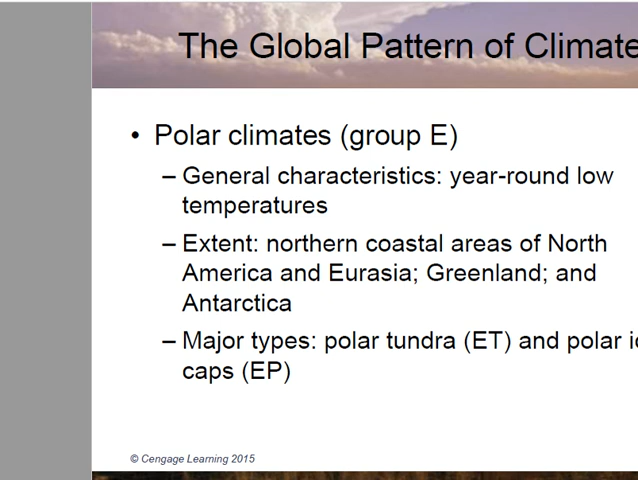 The Global Pattern of Climate
• Polar climates (group E)
– General characteristics: year-round low
temperatures
– Extent: northern coastal areas of North
America and Eurasia; Greenland; and
Antarctica
– Major types: polar tundra (ET) and polar
caps (EP)
© Cengage Learning 2015